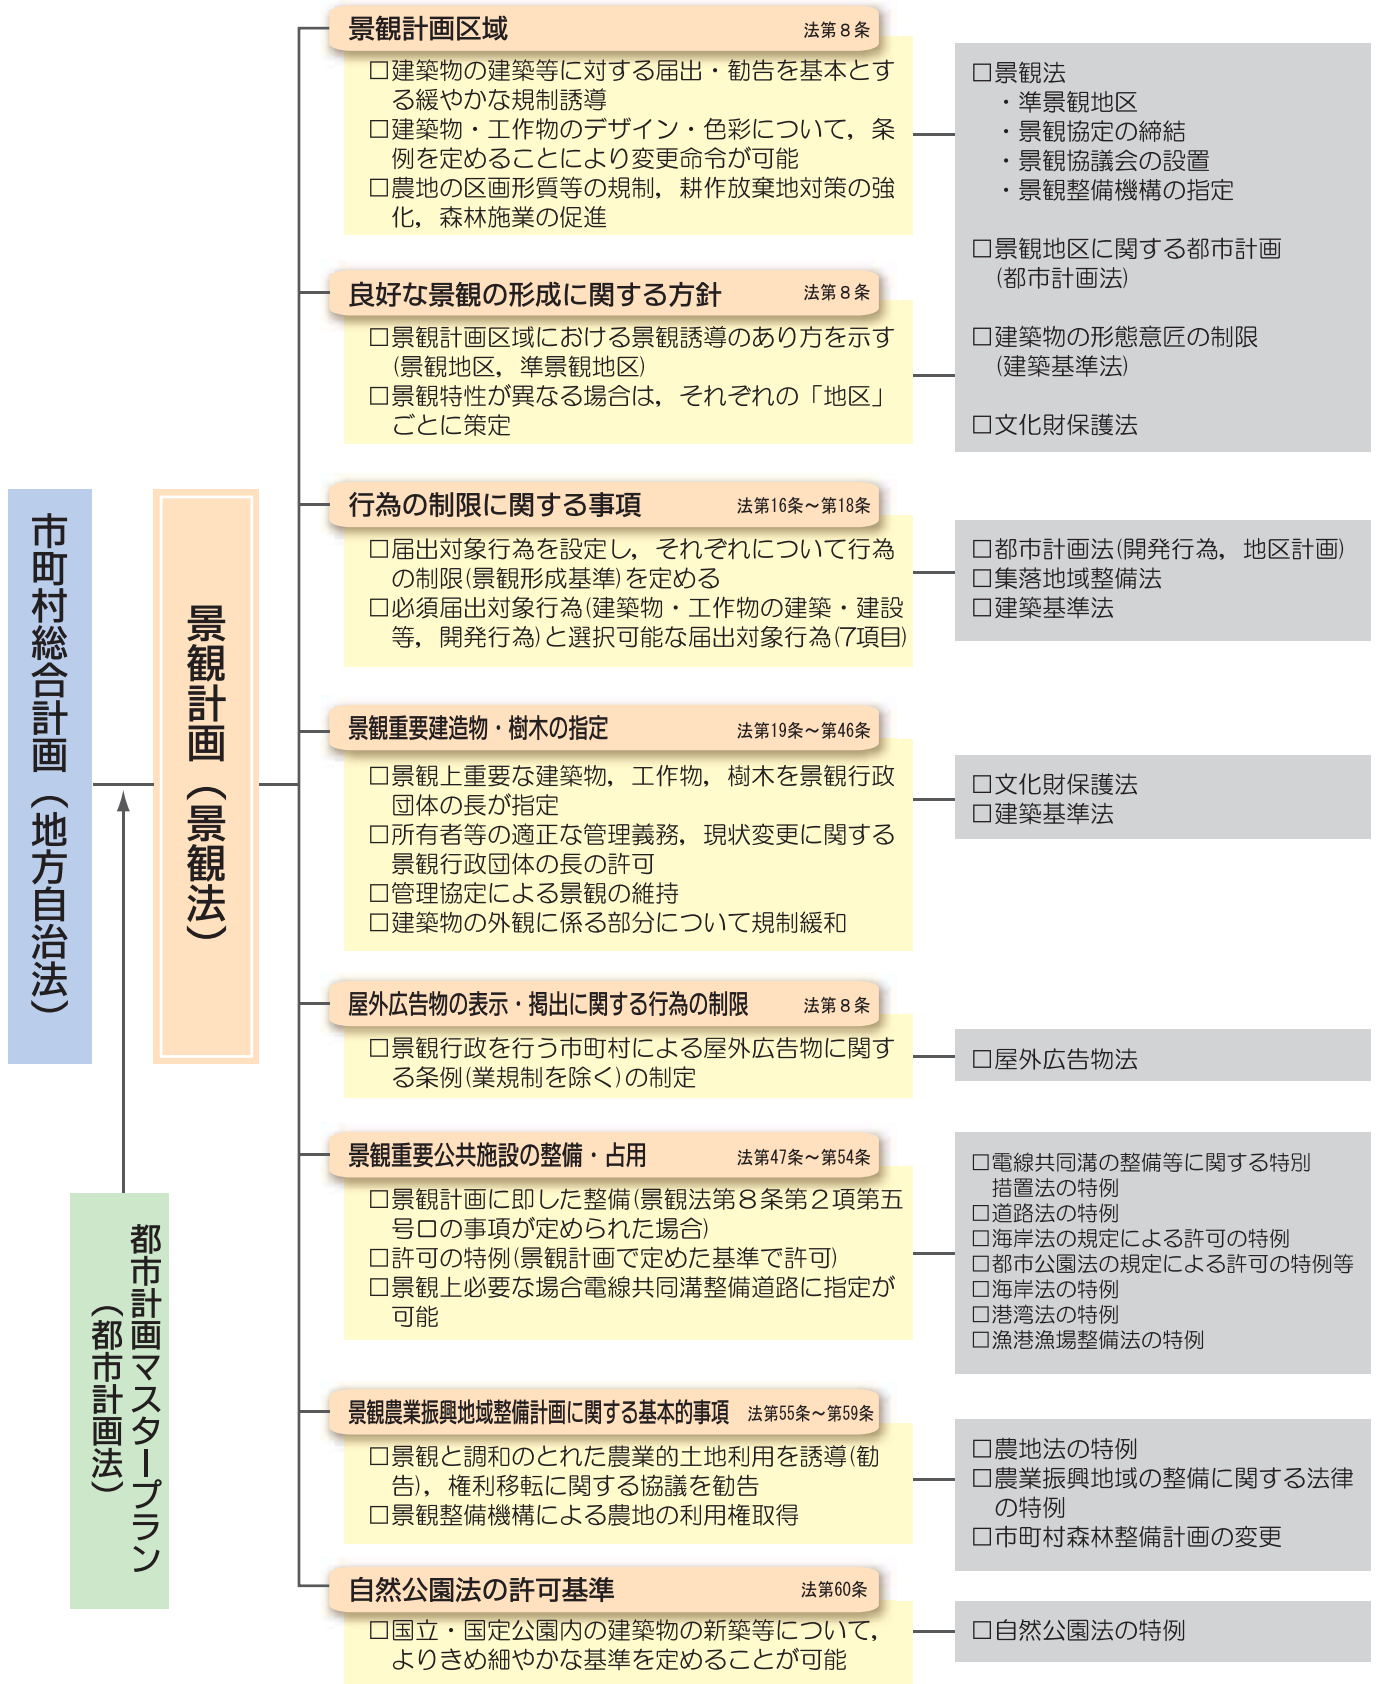 市町村総合計画（地方自治法）
景観計画（景観法）
都市計画マスタープラン
（都市計画法）
景観計画区域 法第８条
□建築物の建築等に対する届出・勧告を基本とす
る緩やかな規制誘導
□建築物・工作物のデザイン・色彩について，条
例を定めることにより変更命令が可能
□農地の区画形質等の規制，耕作放棄地対策の強
化，森林施業の促進
良好な景観の形成に関する方針 法第８条
□景観計画区域における景観誘導のあり方を示す
(景観地区，準景観地区)
□景観特性が異なる場合は，それぞれの「地区」
ごとに策定
□景観法
・準景観地区
・景観協定の締結
・景観協議会の設置
・景観整備機構の指定
□景観地区に関する都市計画
(都市計画法)
□建築物の形態意匠の制限
(建築基準法)
□文化財保護法
行為の制限に関する事項 法第16条～第18条
□届出対象行為を設定し，それぞれについて行為
の制限(景観形成基準)を定める
□必須届出対象行為(建築物・工作物の建築・建設
等，開発行為)と選択可能な届出対象行為(7項目)
□都市計画法(開発行為，地区計画)
□集落地域整備法
□建築基準法
景観重要建造物・樹木の指定 法第19条～第46条
□景観上重要な建築物，工作物，樹木を景観行政
団体の長が指定
□所有者等の適正な管理義務，現状変更に関する
景観行政団体の長の許可
□管理協定による景観の維持
□建築物の外観に係る部分について規制緩和
□文化財保護法
□建築基準法
屋外広告物の表示・掲出に関する行為の制限 法第８条
□景観行政を行う市町村による屋外広告物に関す
る条例(業規制を除く)の制定
□屋外広告物法
景観重要公共施設の整備・占用 法第47条～第54条
□景観計画に即した整備(景観法第８条第２項第五
号ロの事項が定められた場合)
□許可の特例(景観計画で定めた基準で許可)
□景観上必要な場合電線共同溝整備道路に指定が
可能
□電線共同溝の整備等に関する特別
措置法の特例
□道路法の特例
□海岸法の規定による許可の特例
□都市公園法の規定による許可の特例等
□海岸法の特例
□港湾法の特例
□漁港漁場整備法の特例
景観農業振興地域整備計画に関する基本的事項 法第55条～第59条
□景観と調和のとれた農業的土地利用を誘導(勧
告)，権利移転に関する協議を勧告
□景観整備機構による農地の利用権取得
□農地法の特例
□農業振興地域の整備に関する法律
の特例
□市町村森林整備計画の変更
自然公園法の許可基準 法第60条
□国立・国定公園内の建築物の新築等について，
よりきめ細やかな基準を定めることが可能
□自然公園法の特例